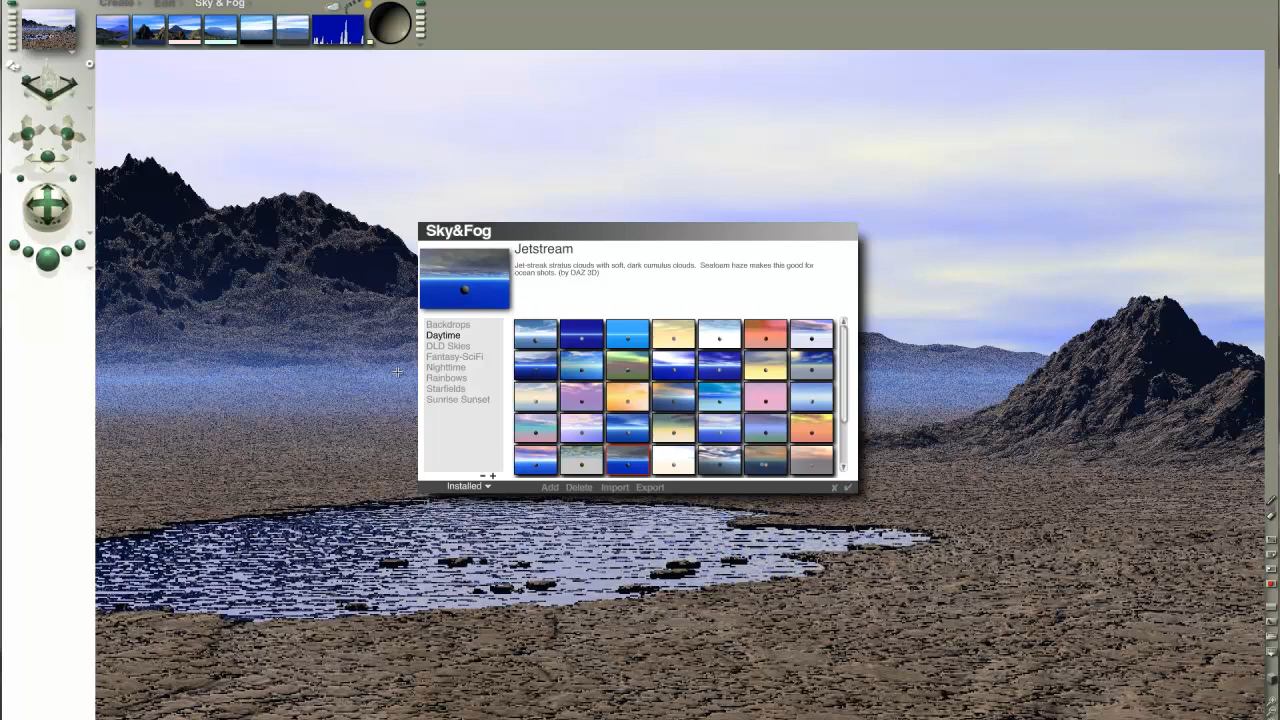 Create Edit Sky & Fog
Sky&Fog
Jetstream
Jet-streak stratus clouds with soft, dark cumulus clouds. Seafoam haze makes this good for
ocean shots. (by DAZ 3D)
Backdrops
Daytime
DLD Skies
Fantasy-SciFi
Nighttime
Rainbows
Starfields
Sunrise Sunset
Installed
Add Delete Import Export